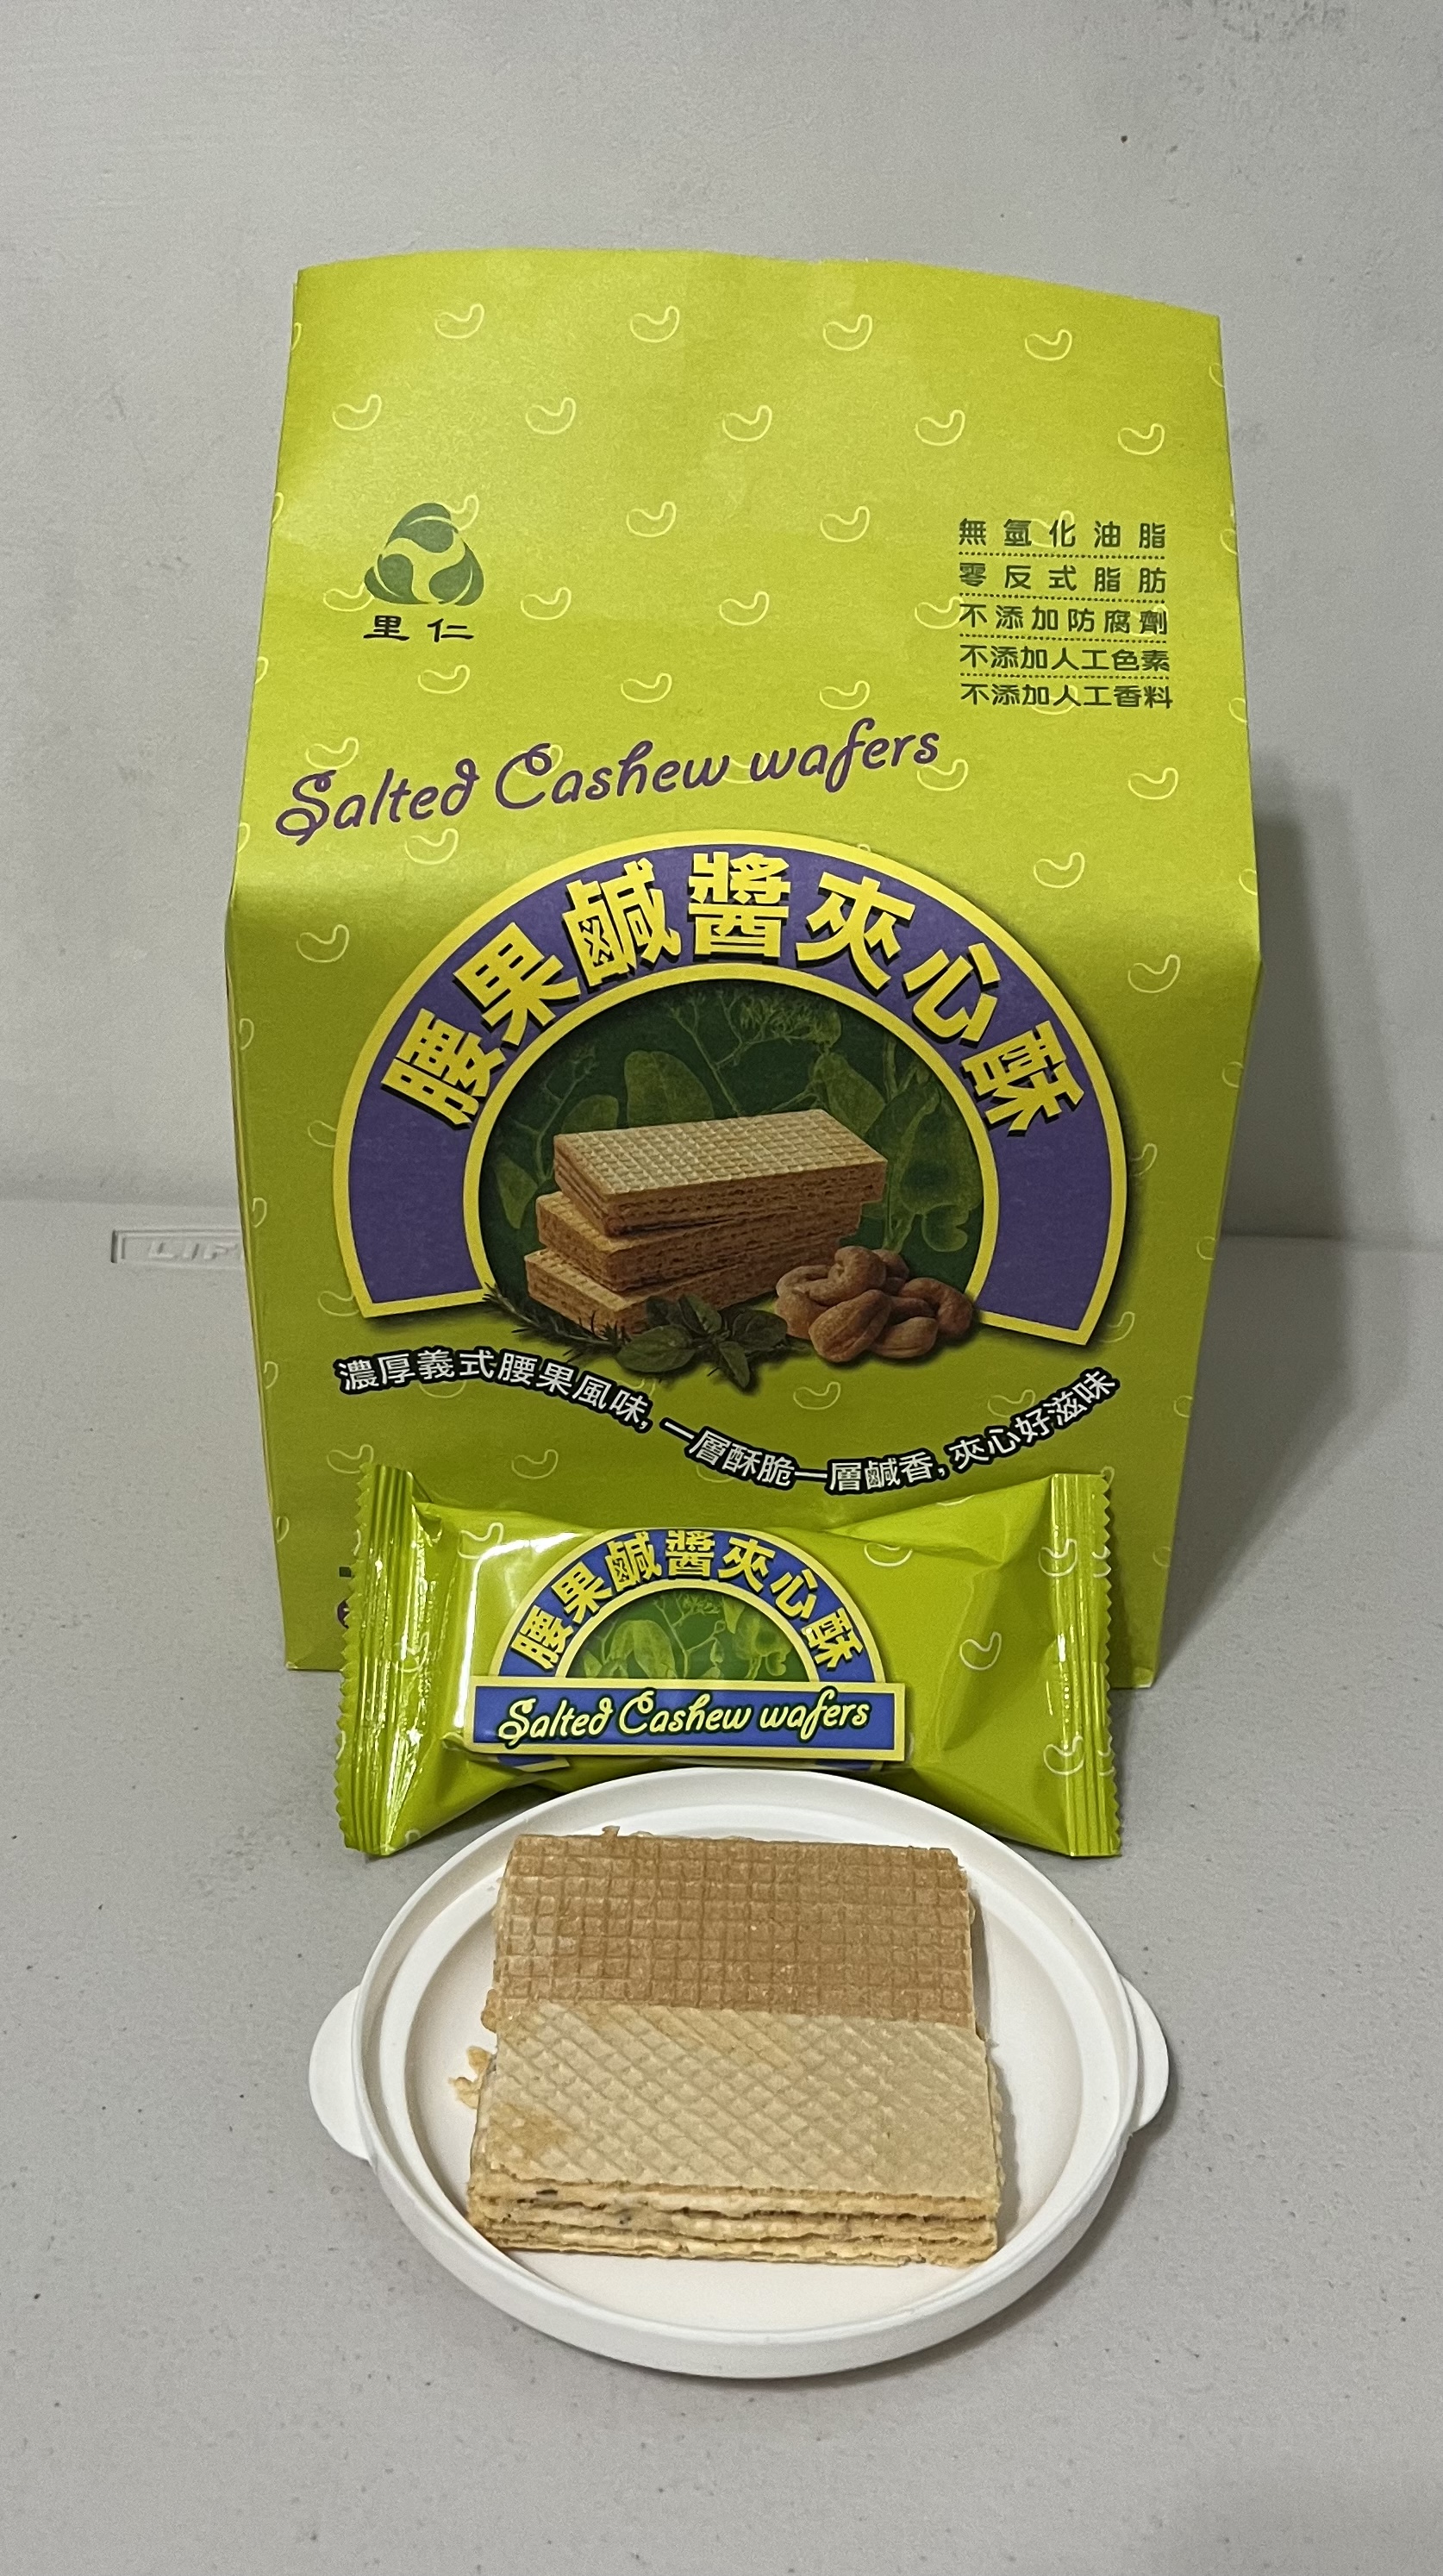 里仁
無氫化油脂
零反式脂肪
不添加防腐劑
不添加人工色素
不添加人工香料
Salted Cashew wafers
腰果鹹醬夾心酥
濃厚義式腰果風味, 一層酥脆一層鹹香, 夾心好滋味
腰果鹹醬夾心酥
Salted Cashew wafers